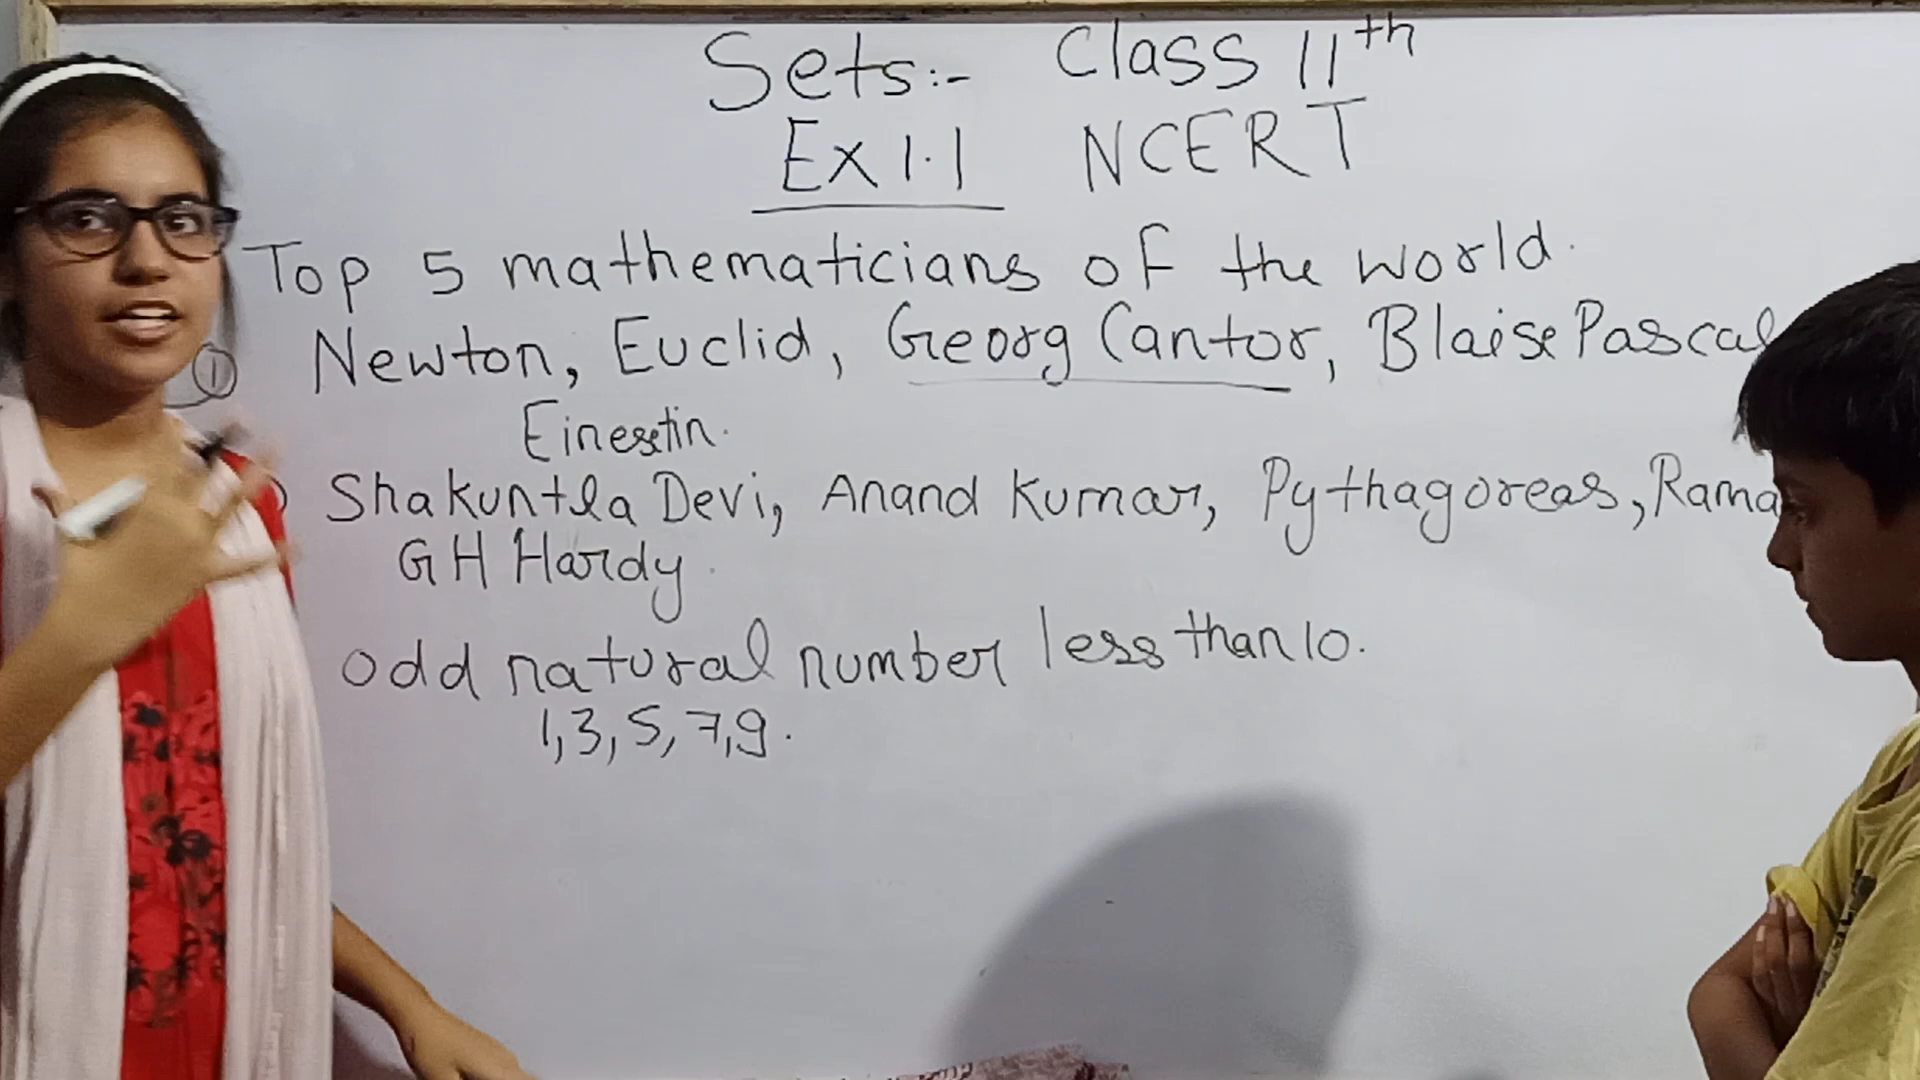 Sets:- Class 11th
Ex 1.1 NCERT
Top 5 mathematicians of the world.
① Newton, Euclid, Georg Cantor, Blaise Pascal
Einestin.
Shakuntla Devi, Anand Kumar, Pythagoreas, Rama
GH Hardy.
odd natural number less than 10.
1, 3, 5, 7, 9.